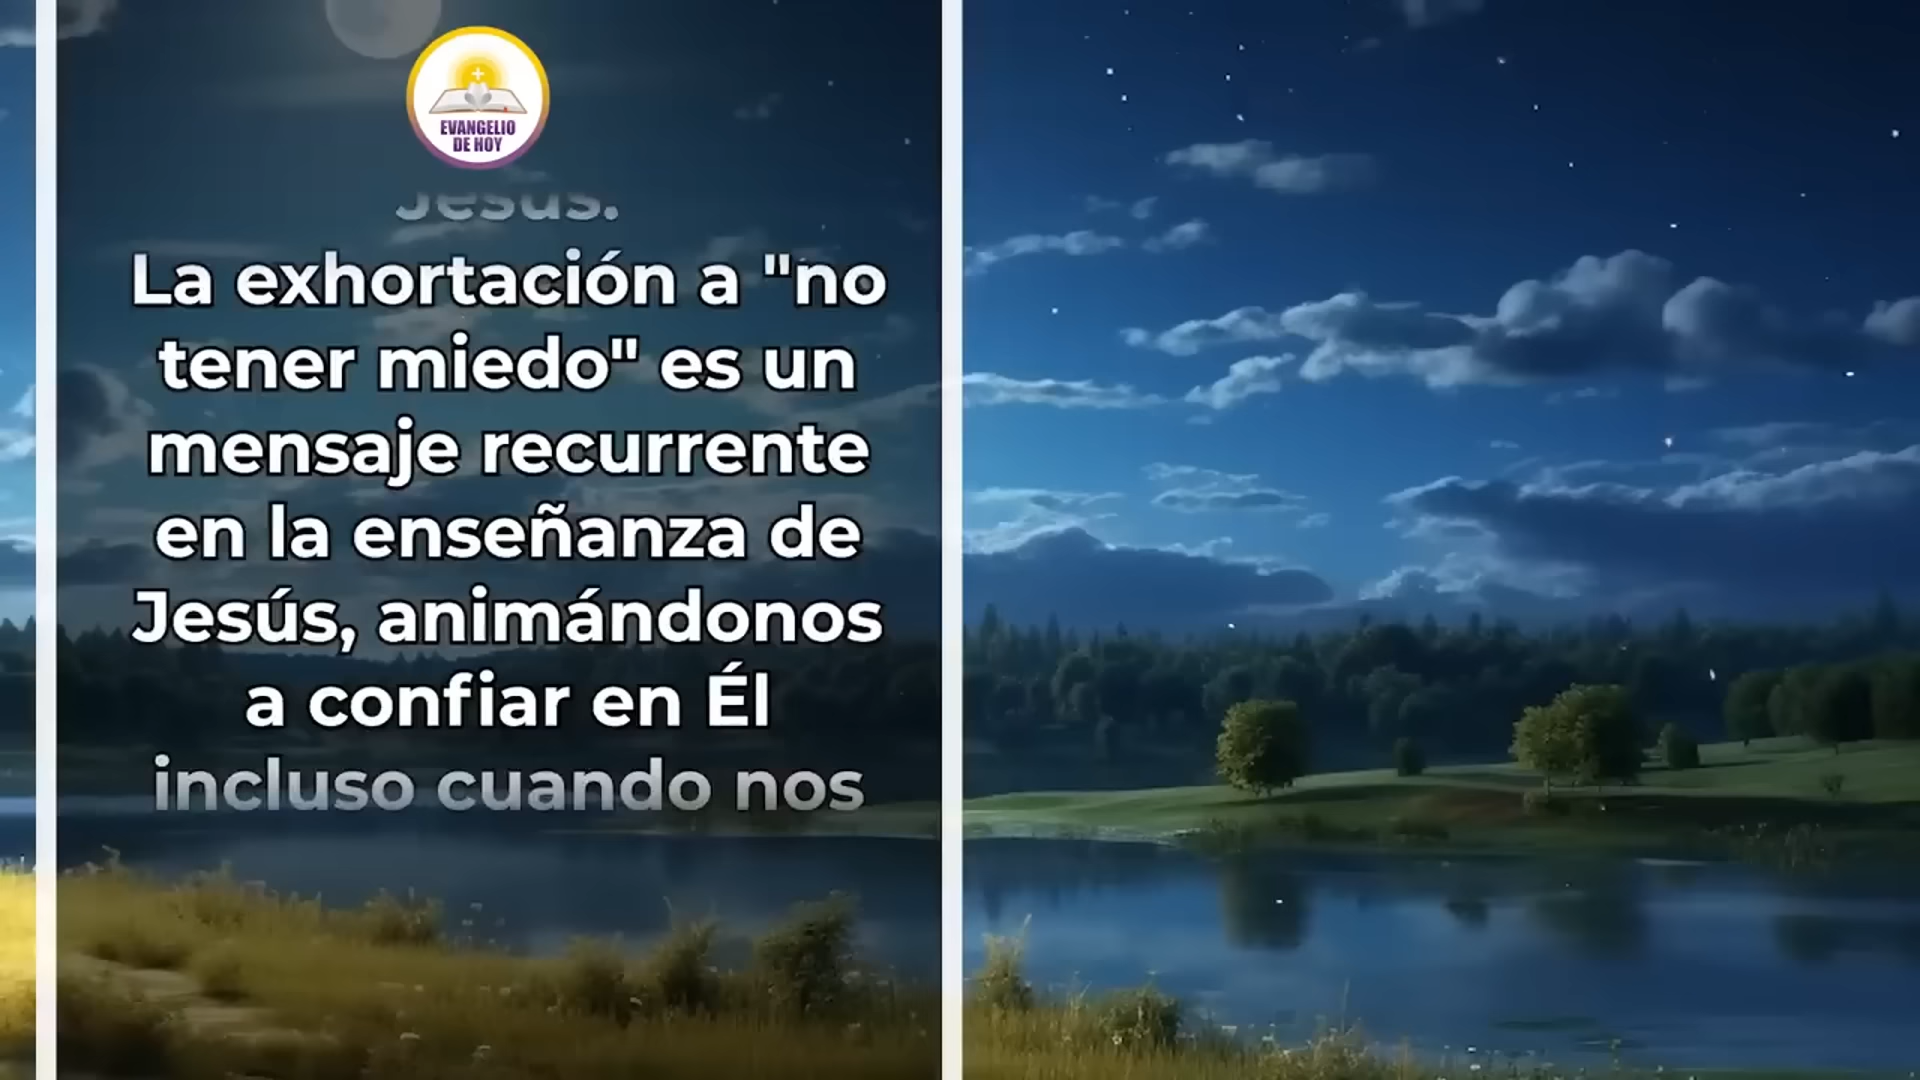 EVANGELIO
DE HOY
Jesús.
La exhortación a "no
tener miedo" es un
mensaje recurrente
en la enseñanza de
Jesús, animándonos
a confiar en Él
incluso cuando nos